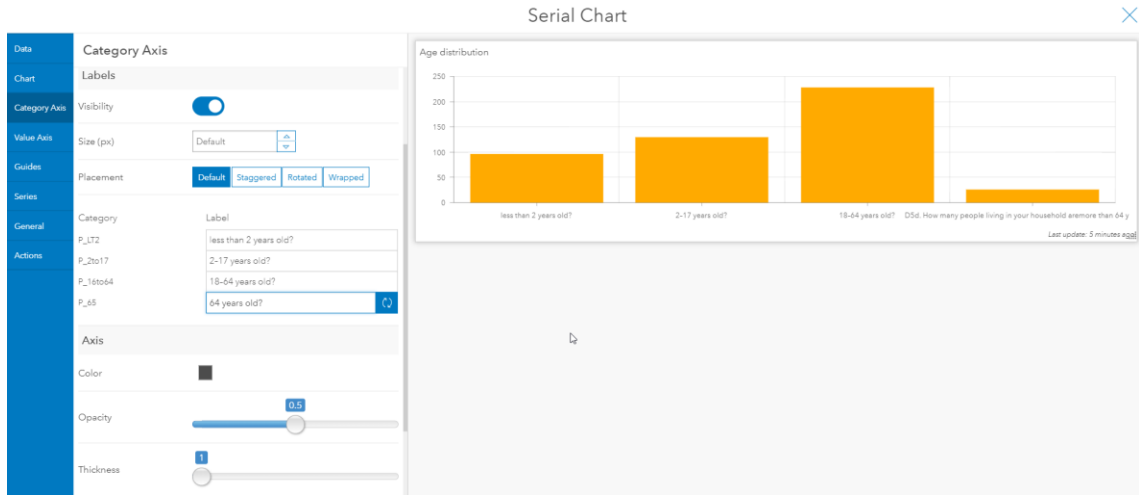 Serial Chart
Data
Chart
Category Axis
Value Axis
Guides
Series
General
Actions
Category Axis
Labels
Visibility
Size (px)
Default
Placement
Default Staggered Rotated Wrapped
Category Label
P_LT2 less than 2 years old?
P_2to17 2-17 years old?
P_16to64 18-64 years old?
P_65 64 years old?
Axis
Color
Opacity
0.5
Thickness
1
Age distribution
250
200
150
100
50
0
less than 2 years old? 2-17 years old? 18-64 years old? D5d. How many people living in your household aremore than 64 y
Last update: 5 minutes ago